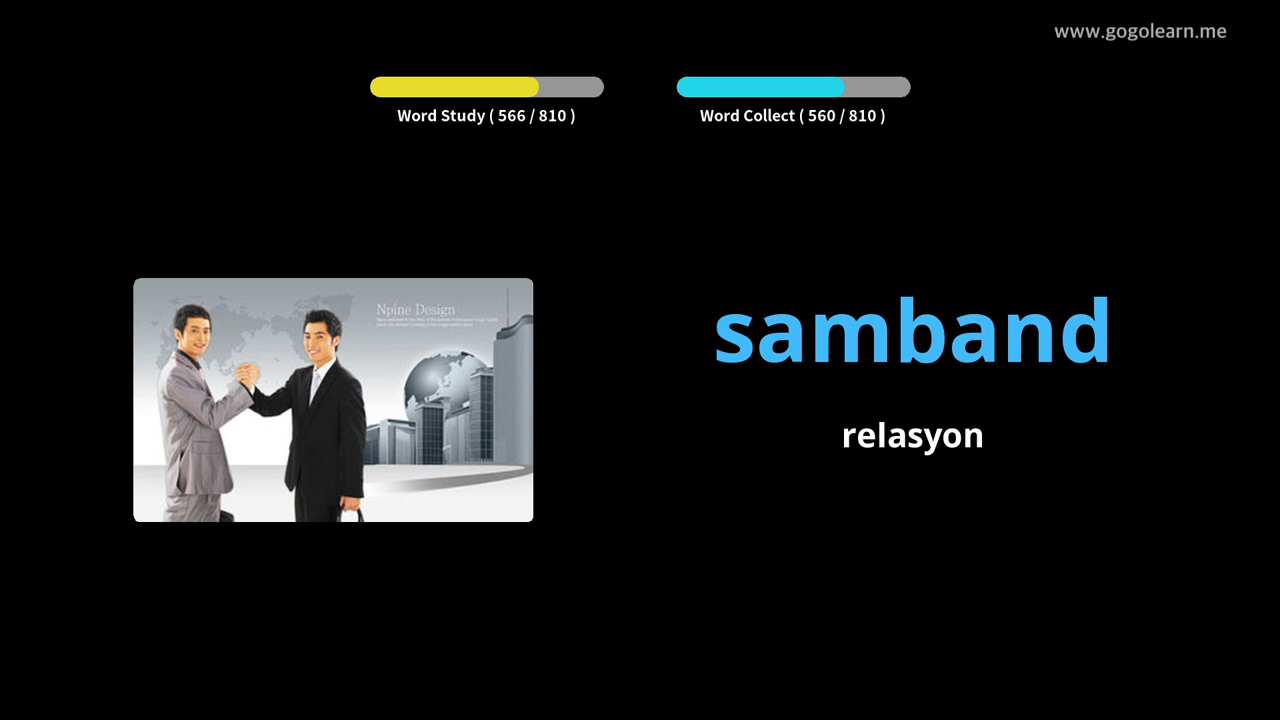 www.gogolearn.me
Word Study ( 566 / 810 )
Word Collect ( 560 / 810 )
Npine Design
samband
relasyon